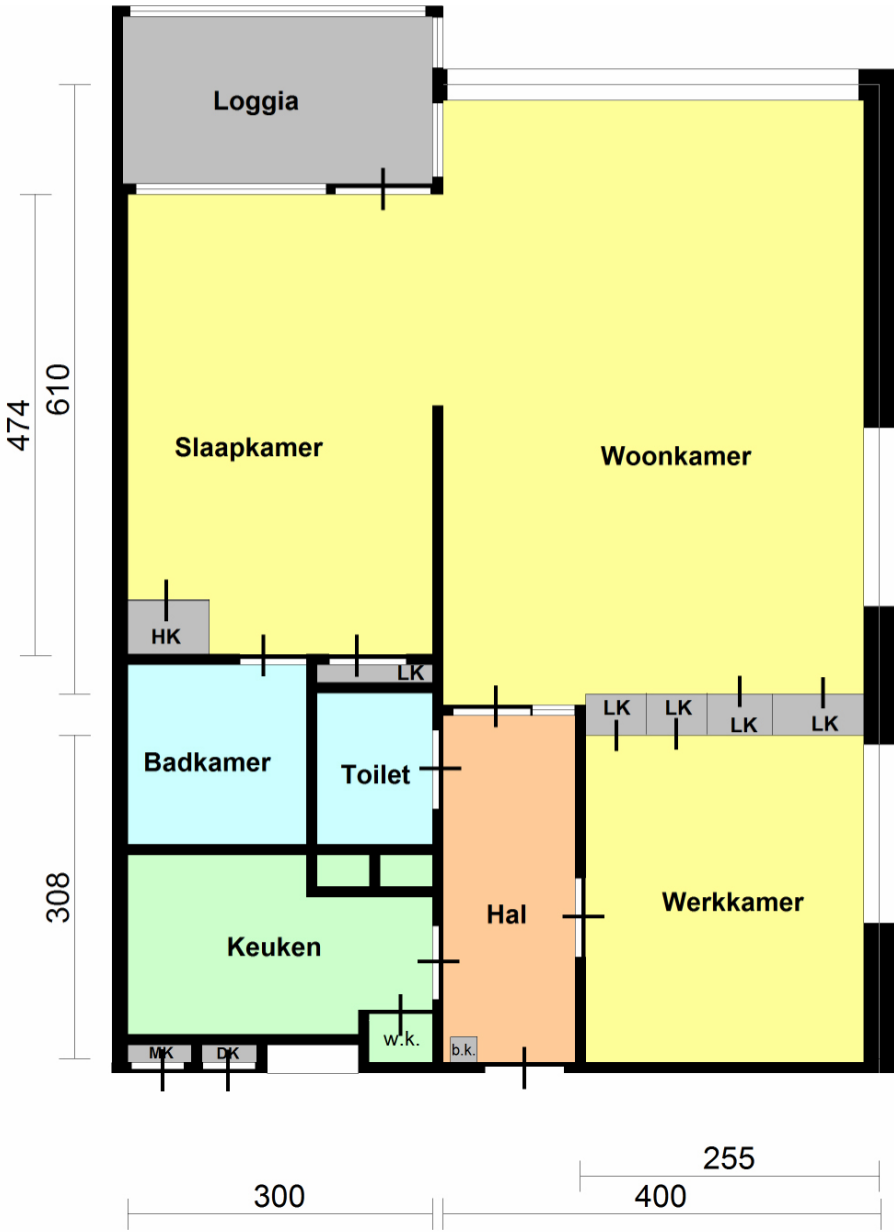 Loggia
610
474
Slaapkamer
Woonkamer
HK
LK
LK
LK
LK
LK
Badkamer
Toilet
308
Hal
Werkkamer
Keuken
w.k.
MK
DK
b.k.
255
300
400